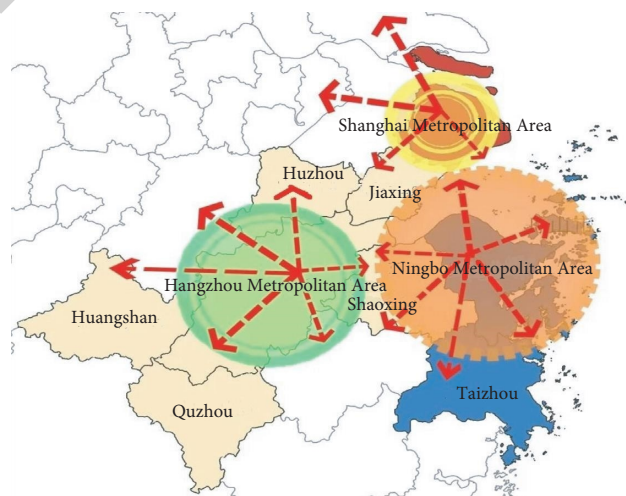 Shanghai Metropolitan Area
Huzhou
Jiaxing
Ningbo Metropolitan Area
Hangzhou Metropolitan Area
Shaoxing
Huangshan
Taizhou
Quzhou